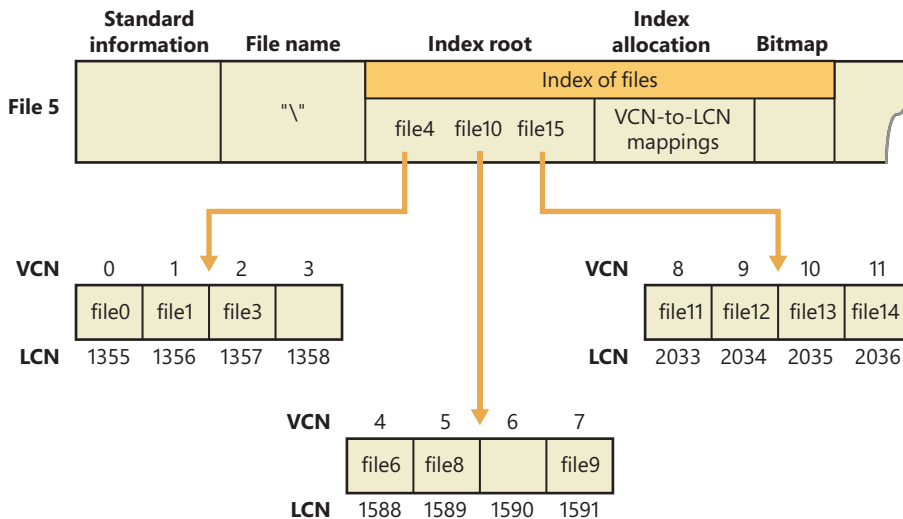 Standard information
File name
Index root
Index allocation
Bitmap
File 5
"\"
Index of files
file4 file10 file15
VCN-to-LCN
mappings
VCN 0 1 2 3
file0 file1 file3
LCN 1355 1356 1357 1358
VCN 8 9 10 11
file11 file12 file13 file14
LCN 2033 2034 2035 2036
VCN 4 5 6 7
file6 file8 file9
LCN 1588 1589 1590 1591